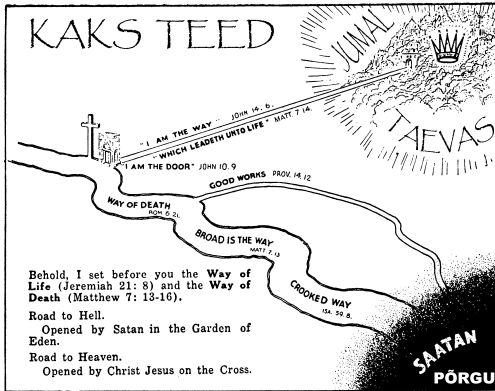 KAKS TEED
JUMAL
TAEVAS
"I AM THE WAY" JOHN 14. 6.
"WHICH LEADETH UNTO LIFE" MATT. 7 14.
"I AM THE DOOR" JOHN 10. 9
GOOD WORKS PROV. 14. 12
WAY OF DEATH
ROM. 6 21.
BROAD IS THE WAY
MATT 7. 13
CROOKED WAY
ISA. 59. 8.
Behold, I set before you the Way of
Life (Jeremiah 21: 8) and the Way of
Death (Matthew 7: 13-16).
Road to Hell.
Opened by Satan in the Garden of
Eden.
Road to Heaven.
Opened by Christ Jesus on the Cross.
SAATAN
PÕRGU